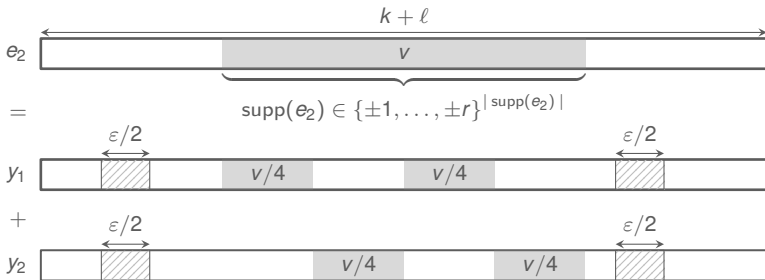 k + ℓ
e₂ v
= supp(e₂) ∈ {±1, . . . , ±r}^{| supp(e₂) |}
ε/2 ε/2
y₁ v/4 v/4
+
ε/2 ε/2
y₂ v/4 v/4